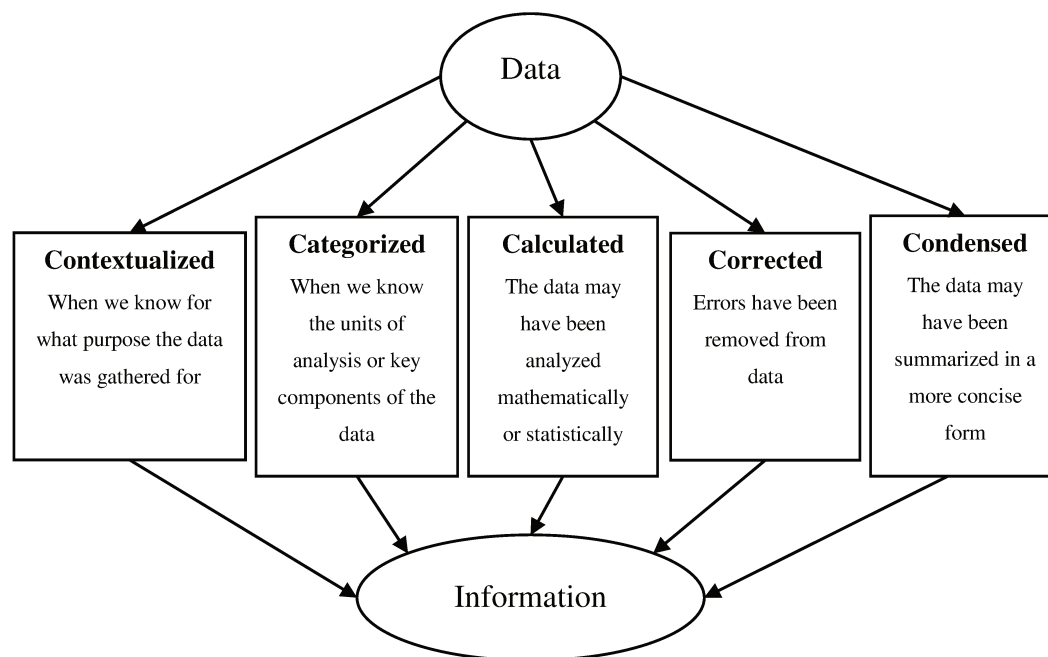 Data
Contextualized
When we know for
what purpose the data
was gathered for
Categorized
When we know
the units of
analysis or key
components of the
data
Calculated
The data may
have been
analyzed
mathematically
or statistically
Corrected
Errors have been
removed from
data
Condensed
The data may
have been
summarized in a
more concise
form
Information